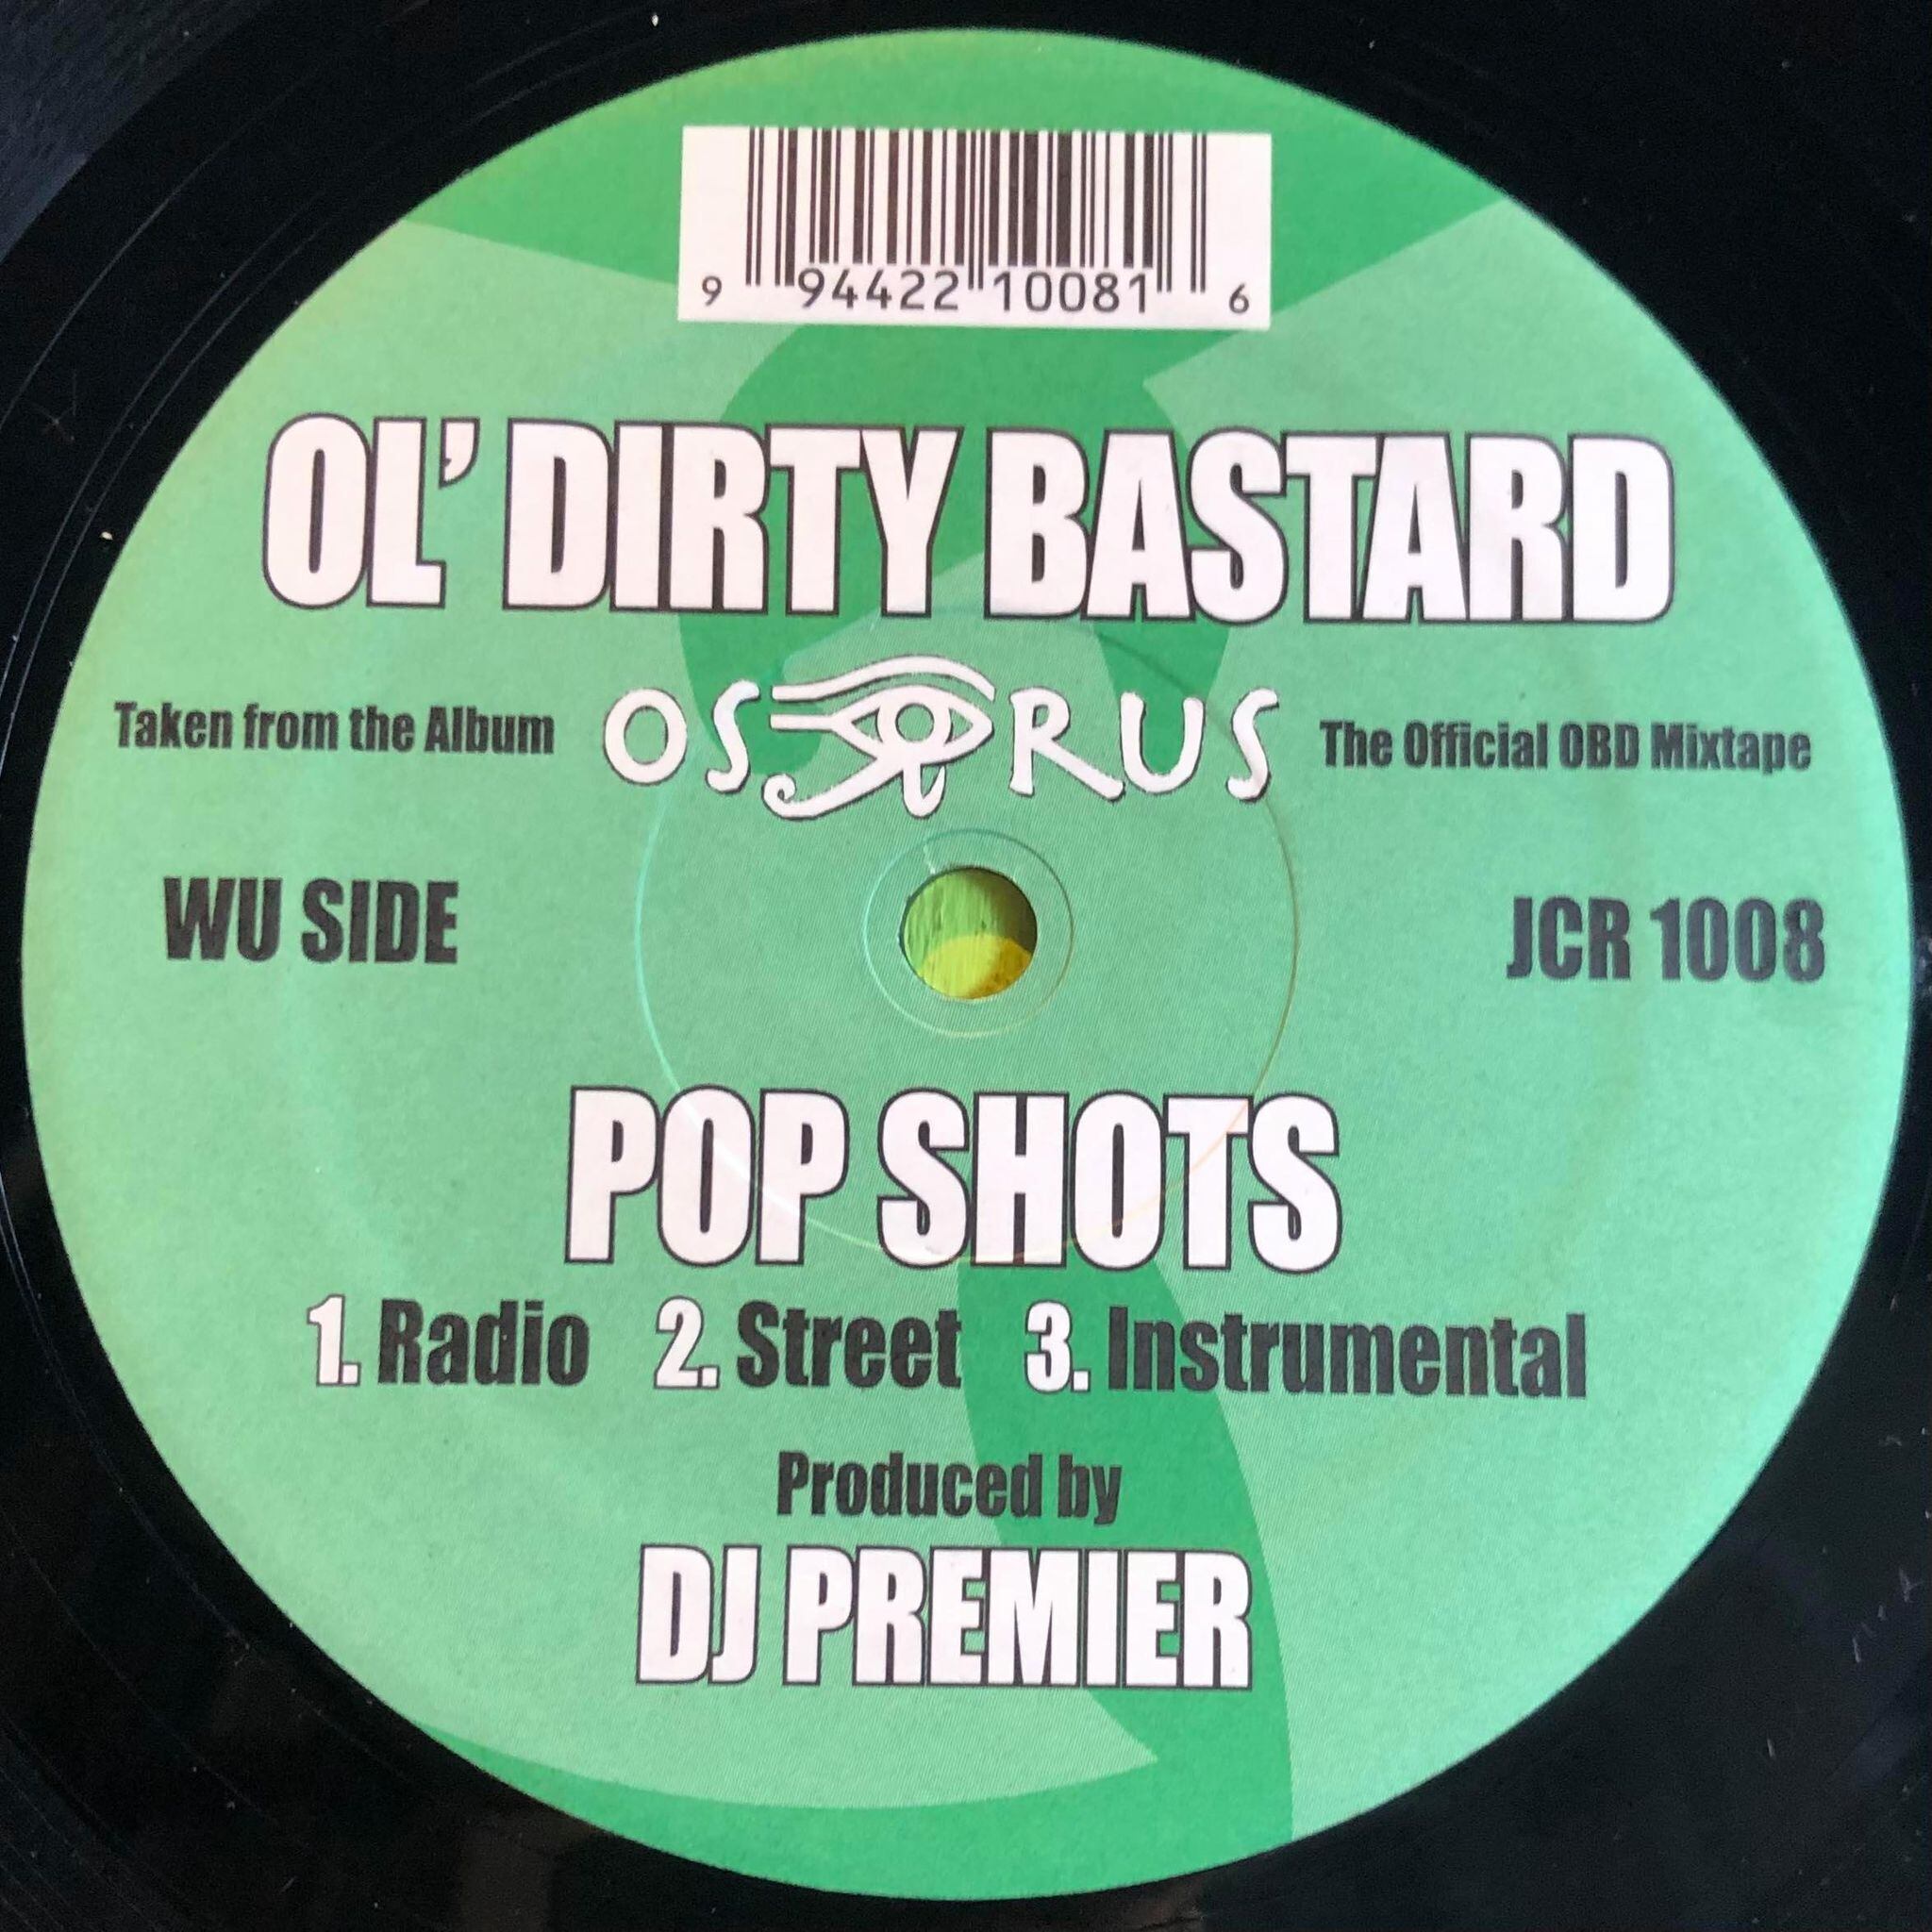 9 94422 10081 6
OL' DIRTY BASTARD
Taken from the Album OSIRUS The Official OBD Mixtape
WU SIDE JCR 1008
POP SHOTS
1. Radio 2. Street 3. Instrumental
Produced by
DJ PREMIER